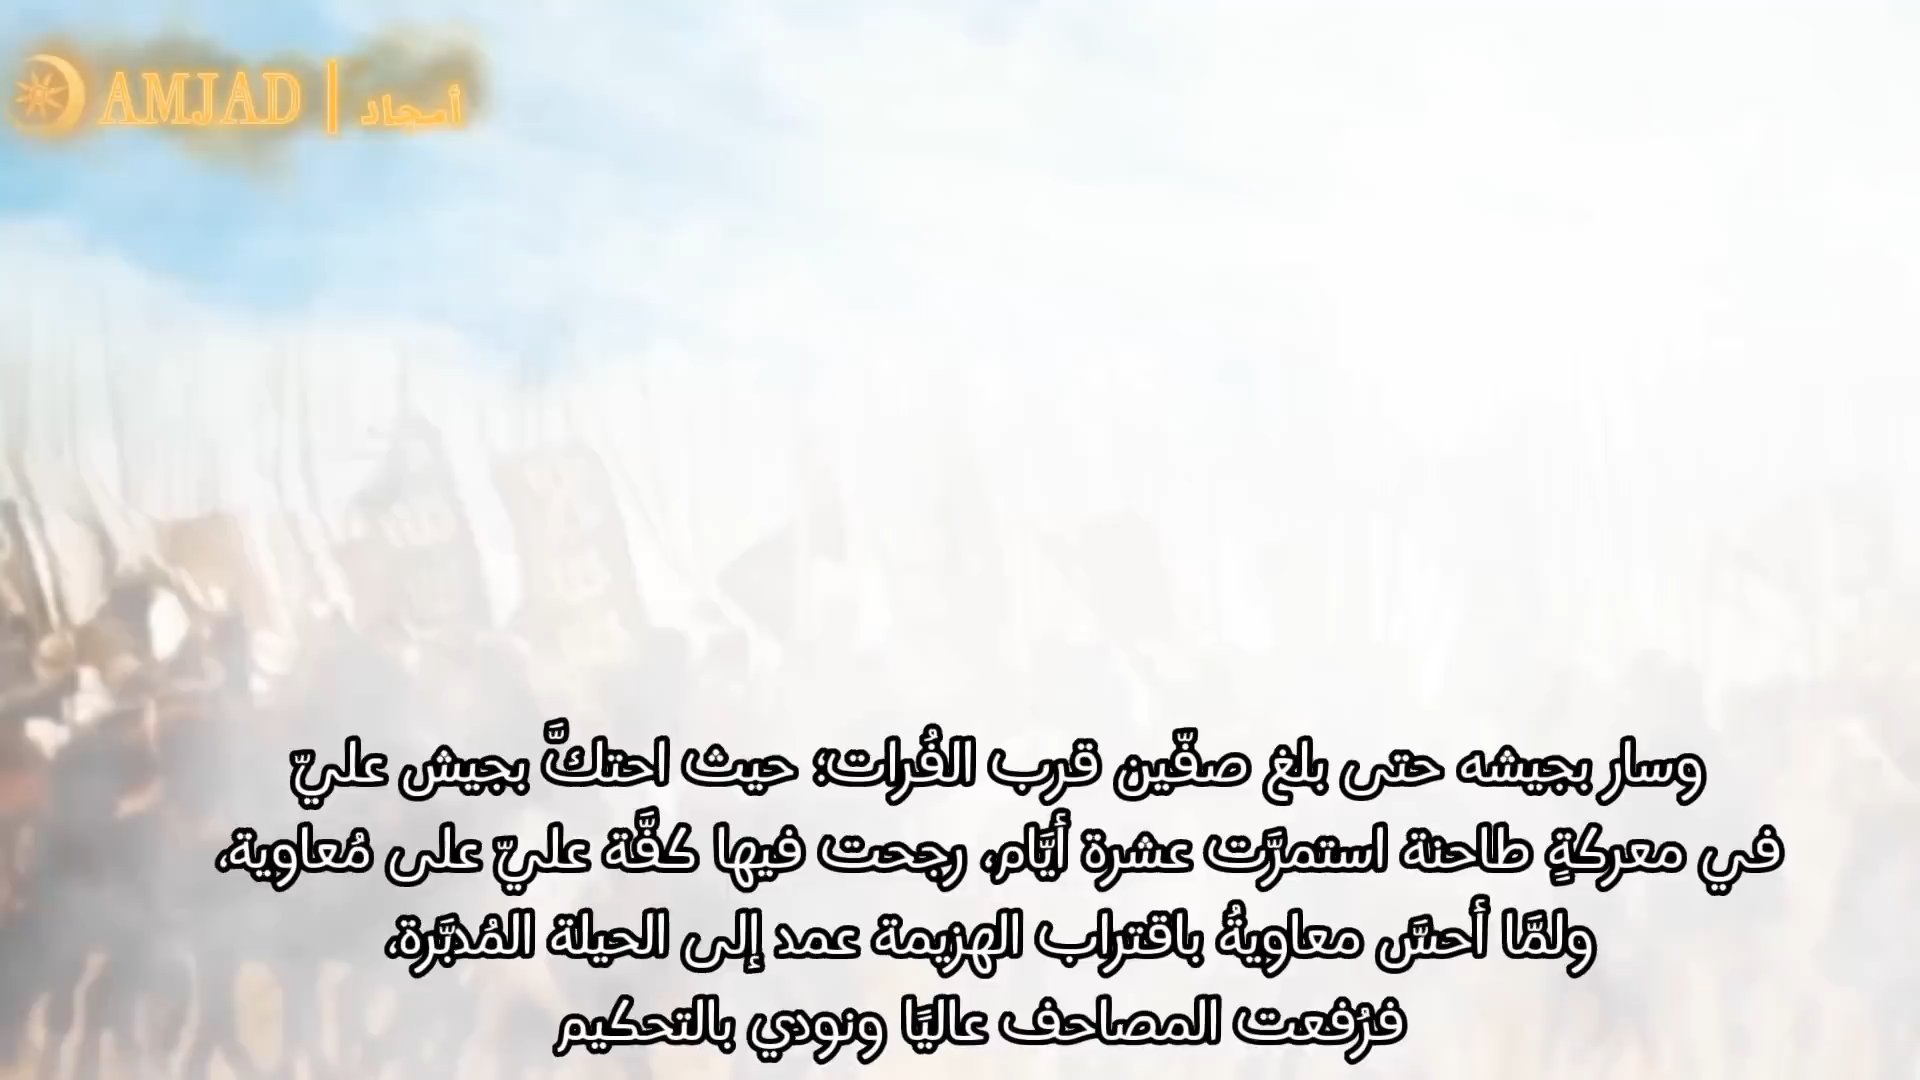 AMJAD | أمجاد
وسار بجيشه حتى بلغ صفّين قرب الفُرات؛ حيث احتكَّ بجيش عليّ
في معركةٍ طاحنة استمرَّت عشرة أيَّام، رجحت فيها كفَّة عليّ على مُعاوية،
ولمَّا أحسَّ معاويةُ باقتراب الهزيمة عمد إلى الحيلة المُدبَّرة،
فرُفعت المصاحف عاليًا ونودي بالتحكيم